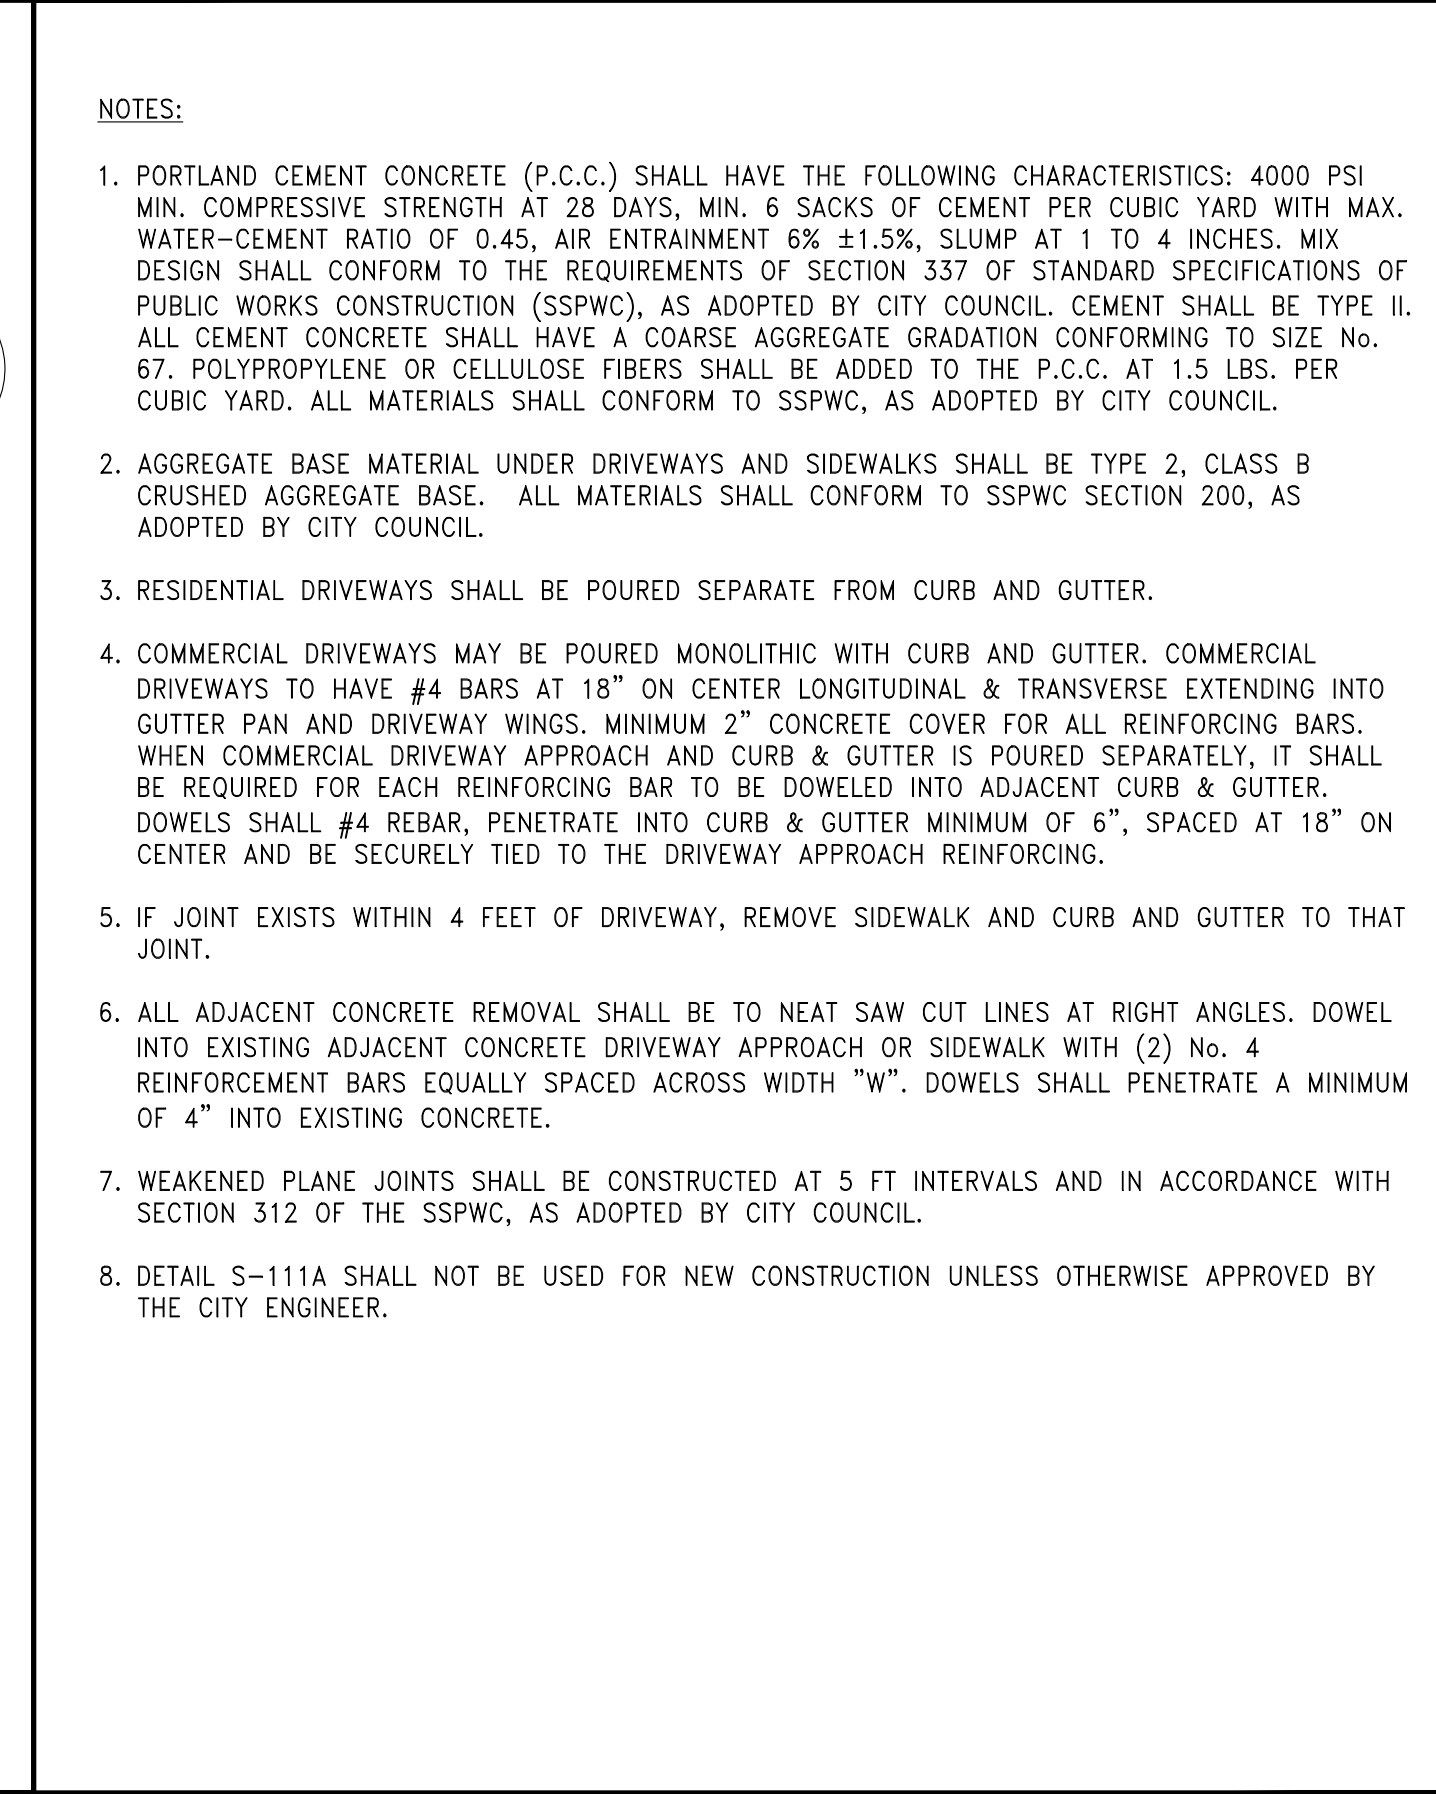 NOTES:
1. PORTLAND CEMENT CONCRETE (P.C.C.) SHALL HAVE THE FOLLOWING CHARACTERISTICS: 4000 PSI
MIN. COMPRESSIVE STRENGTH AT 28 DAYS, MIN. 6 SACKS OF CEMENT PER CUBIC YARD WITH MAX.
WATER-CEMENT RATIO OF 0.45, AIR ENTRAINMENT 6% ±1.5%, SLUMP AT 1 TO 4 INCHES. MIX
DESIGN SHALL CONFORM TO THE REQUIREMENTS OF SECTION 337 OF STANDARD SPECIFICATIONS OF
PUBLIC WORKS CONSTRUCTION (SSPWC), AS ADOPTED BY CITY COUNCIL. CEMENT SHALL BE TYPE II.
ALL CEMENT CONCRETE SHALL HAVE A COARSE AGGREGATE GRADATION CONFORMING TO SIZE No.
67. POLYPROPYLENE OR CELLULOSE FIBERS SHALL BE ADDED TO THE P.C.C. AT 1.5 LBS. PER
CUBIC YARD. ALL MATERIALS SHALL CONFORM TO SSPWC, AS ADOPTED BY CITY COUNCIL.
2. AGGREGATE BASE MATERIAL UNDER DRIVEWAYS AND SIDEWALKS SHALL BE TYPE 2, CLASS B
CRUSHED AGGREGATE BASE.  ALL MATERIALS SHALL CONFORM TO SSPWC SECTION 200, AS
ADOPTED BY CITY COUNCIL.
3. RESIDENTIAL DRIVEWAYS SHALL BE POURED SEPARATE FROM CURB AND GUTTER.
4. COMMERCIAL DRIVEWAYS MAY BE POURED MONOLITHIC WITH CURB AND GUTTER. COMMERCIAL
DRIVEWAYS TO HAVE #4 BARS AT 18” ON CENTER LONGITUDINAL & TRANSVERSE EXTENDING INTO
GUTTER PAN AND DRIVEWAY WINGS. MINIMUM 2” CONCRETE COVER FOR ALL REINFORCING BARS.
WHEN COMMERCIAL DRIVEWAY APPROACH AND CURB & GUTTER IS POURED SEPARATELY, IT SHALL
BE REQUIRED FOR EACH REINFORCING BAR TO BE DOWELED INTO ADJACENT CURB & GUTTER.
DOWELS SHALL #4 REBAR, PENETRATE INTO CURB & GUTTER MINIMUM OF 6”, SPACED AT 18” ON
CENTER AND BE SECURELY TIED TO THE DRIVEWAY APPROACH REINFORCING.
5. IF JOINT EXISTS WITHIN 4 FEET OF DRIVEWAY, REMOVE SIDEWALK AND CURB AND GUTTER TO THAT
JOINT.
6. ALL ADJACENT CONCRETE REMOVAL SHALL BE TO NEAT SAW CUT LINES AT RIGHT ANGLES. DOWEL
INTO EXISTING ADJACENT CONCRETE DRIVEWAY APPROACH OR SIDEWALK WITH (2) No. 4
REINFORCEMENT BARS EQUALLY SPACED ACROSS WIDTH ”W”. DOWELS SHALL PENETRATE A MINIMUM
OF 4” INTO EXISTING CONCRETE.
7. WEAKENED PLANE JOINTS SHALL BE CONSTRUCTED AT 5 FT INTERVALS AND IN ACCORDANCE WITH
SECTION 312 OF THE SSPWC, AS ADOPTED BY CITY COUNCIL.
8. DETAIL S-111A SHALL NOT BE USED FOR NEW CONSTRUCTION UNLESS OTHERWISE APPROVED BY
THE CITY ENGINEER.